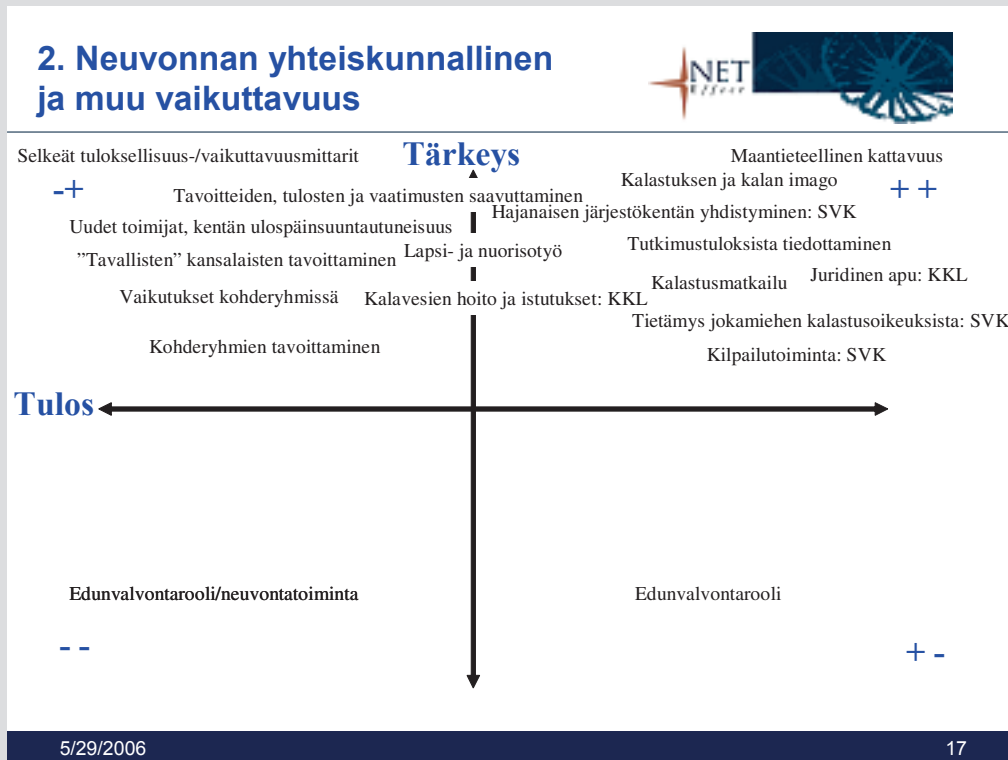 2. Neuvonnan yhteiskunnallinen
ja muu vaikuttavuus
NET
Effect
Selkeät tuloksellisuus-/vaikuttavuusmittarit
Tärkeys
Maantieteellinen kattavuus
-+
Tavoitteiden, tulosten ja vaatimusten saavuttaminen
Kalastuksen ja kalan imago
+ +
Hajanaisen järjestökentän yhdistyminen: SVK
Uudet toimijat, kentän ulospäinsuuntautuneisuus
Lapsi- ja nuorisotyö
Tutkimustuloksista tiedottaminen
”Tavallisten” kansalaisten tavoittaminen
Kalastusmatkailu
Juridinen apu: KKL
Vaikutukset kohderyhmissä
Kalavesien hoito ja istutukset: KKL
Tietämys jokamiehen kalastusoikeuksista: SVK
Kohderyhmien tavoittaminen
Kilpailutoiminta: SVK
Tulos
Edunvalvontarooli/neuvontatoiminta
Edunvalvontarooli
- -
+ -
5/29/2006
17